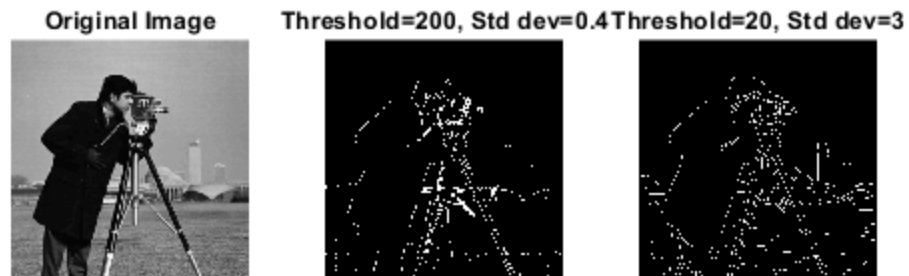 Original Image
Threshold=200, Std dev=0.4
Threshold=20, Std dev=3